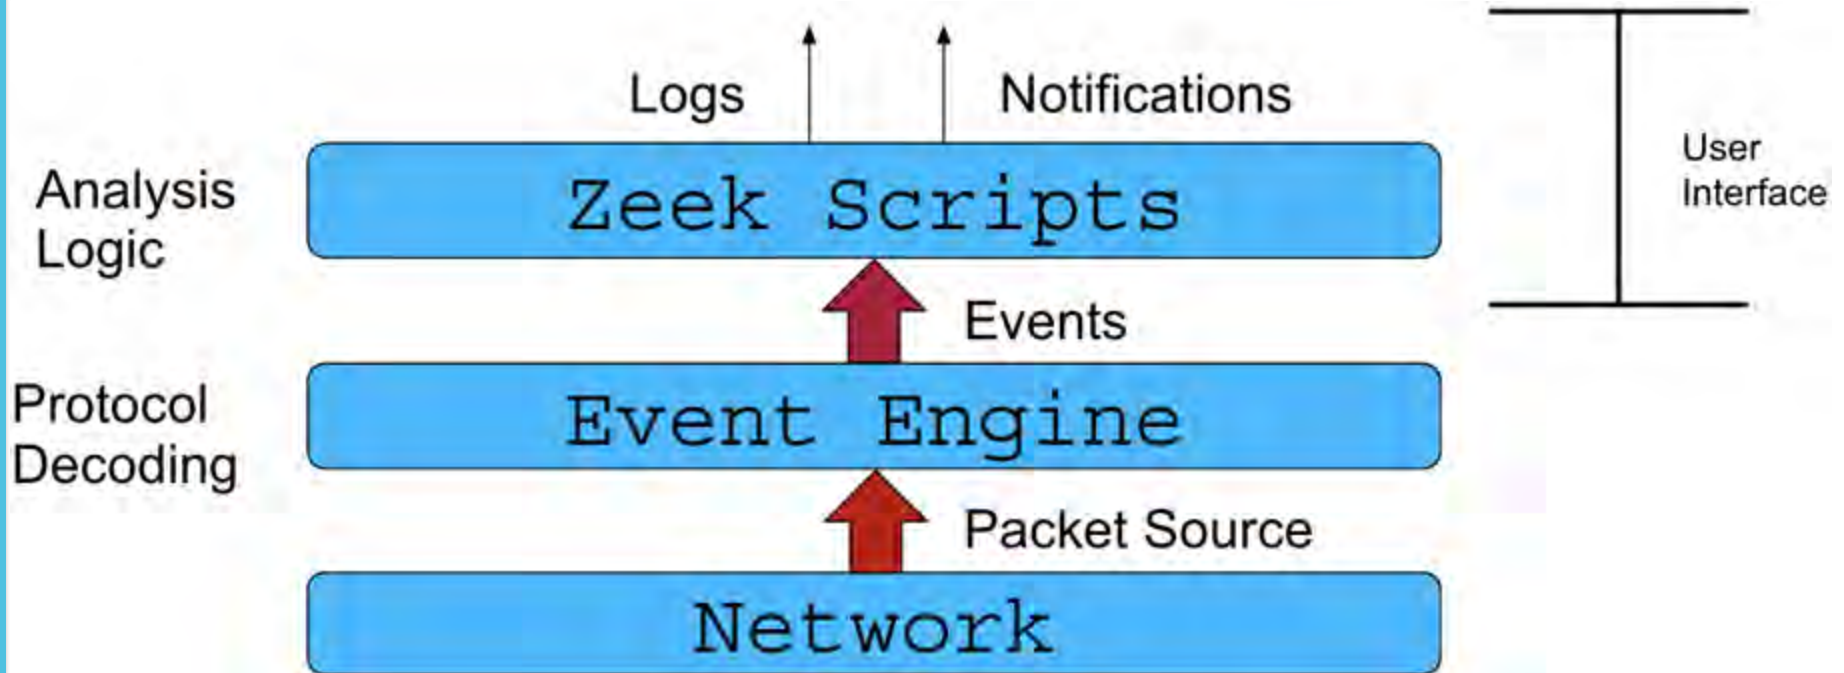 Logs
Notifications
User
Interface
Analysis
Logic
Zeek Scripts
Events
Protocol
Decoding
Event Engine
Packet Source
Network